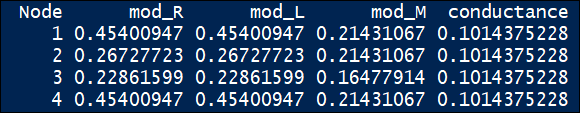 Node mod_R mod_L mod_M conductance
1 0.45400947 0.45400947 0.21431067 0.1014375228
2 0.26727723 0.26727723 0.21431067 0.1014375228
3 0.22861599 0.22861599 0.16477914 0.1014375228
4 0.45400947 0.45400947 0.21431067 0.1014375228